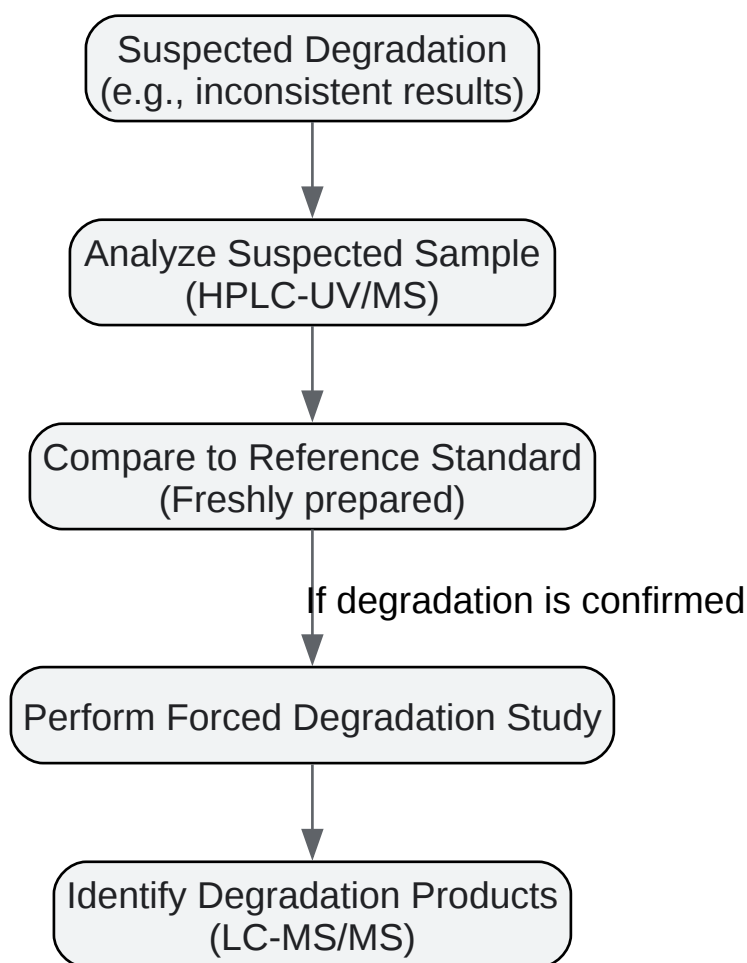 Suspected Degradation
(e.g., inconsistent results)
Analyze Suspected Sample
(HPLC-UV/MS)
Compare to Reference Standard
(Freshly prepared)
If degradation is confirmed
Perform Forced Degradation Study
Identify Degradation Products
(LC-MS/MS)